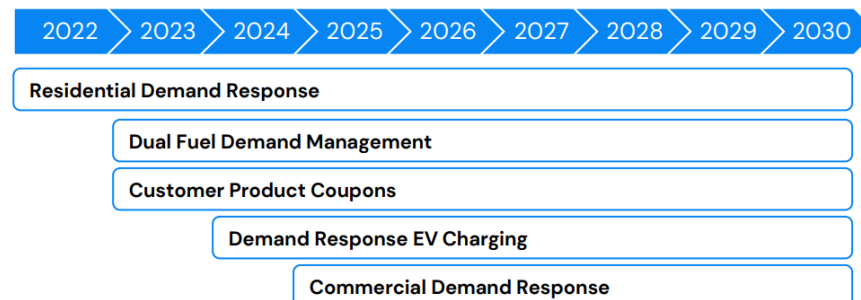 2022 2023 2024 2025 2026 2027 2028 2029 2030
Residential Demand Response
Dual Fuel Demand Management
Customer Product Coupons
Demand Response EV Charging
Commercial Demand Response